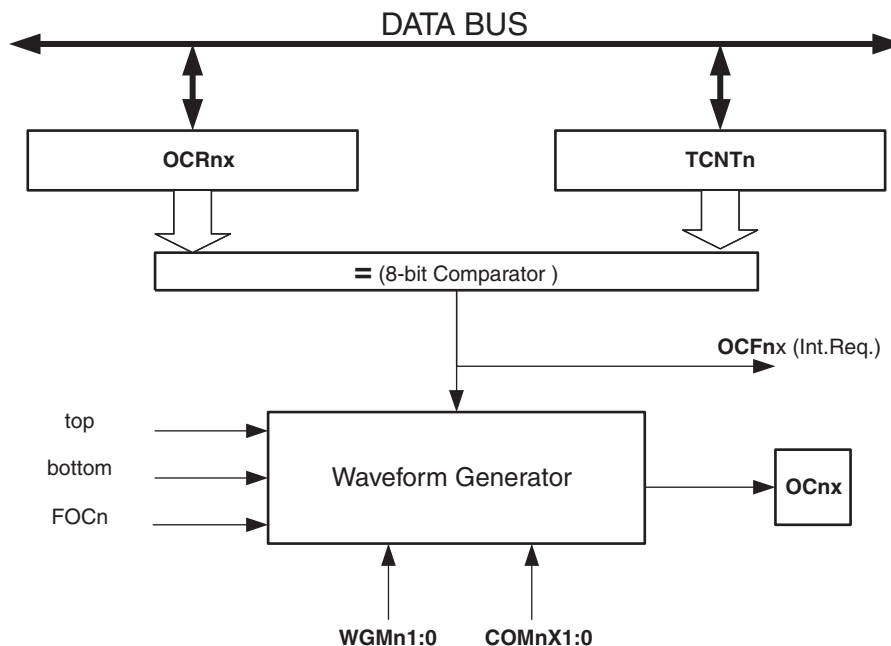 DATA BUS
OCRnx
TCNTn
= (8-bit Comparator )
OCFnx (Int.Req.)
top
bottom
FOCn
Waveform Generator
OCnx
WGMn1:0
COMnX1:0